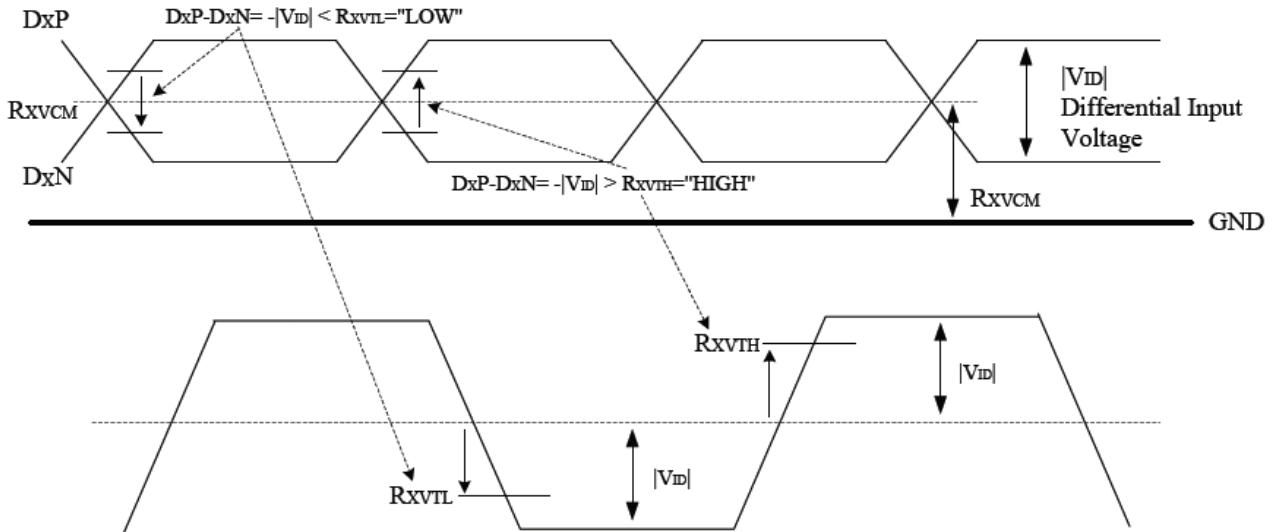 DxP
DxP-DxN= -|VID| < RXVTL="LOW"
|VID|
Differential Input
Voltage
RXVCM
DxN
DxP-DxN= -|VID| > RXVTH="HIGH"
RXVCM
GND
RXVTH
|VID|
|VID|
RXVTL